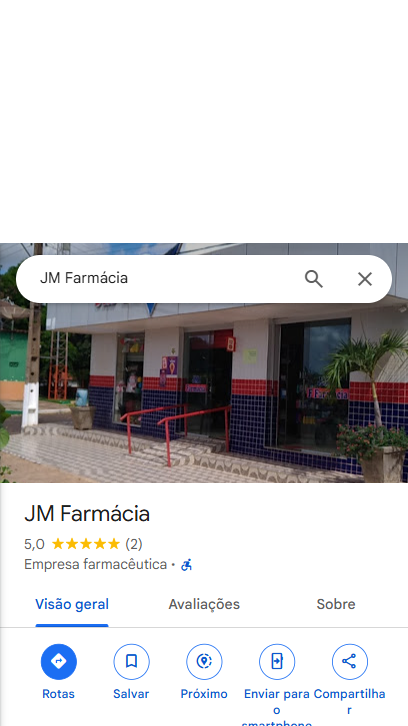 JM Farmácia
JM Farmácia
5,0 (2)
Empresa farmacêutica •
Visão geral
Avaliações
Sobre
Rotas
Salvar
Próximo
Enviar para
o
smartphone
Compartilha
r